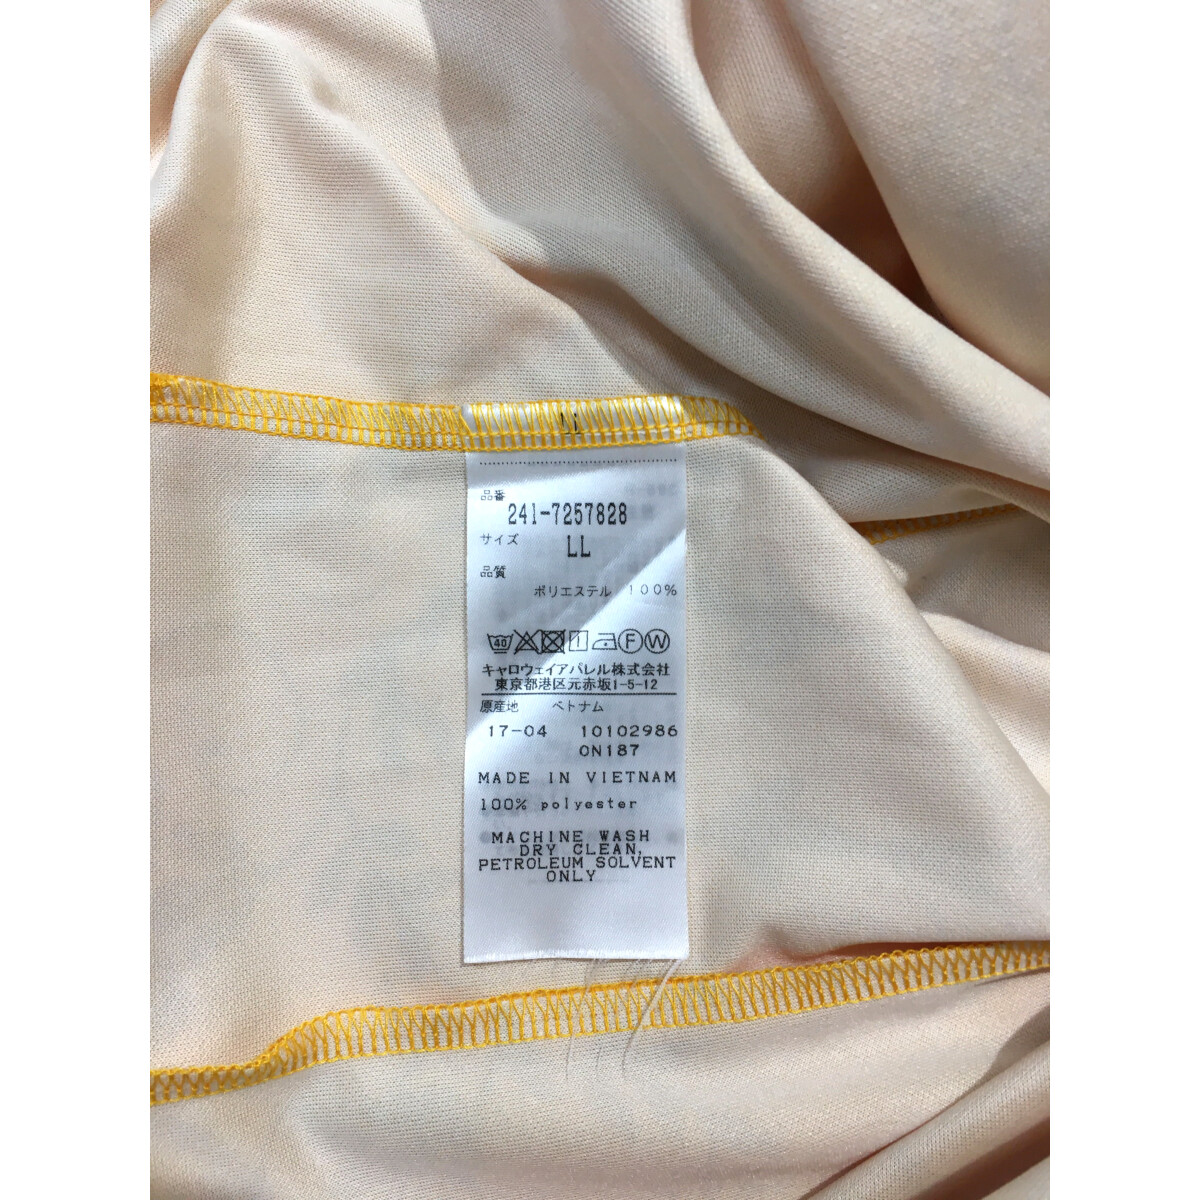 品番
241-7257828
サイズ
LL
品質
ポリエステル 100%
40 F W
キャロウェイアパレル株式会社
東京都港区元赤坂1-5-12
原産地 ベトナム
17-04 10102986
ON187
MADE IN VIETNAM
100% polyester
MACHINE WASH
DRY CLEAN,
PETROLEUM SOLVENT
ONLY